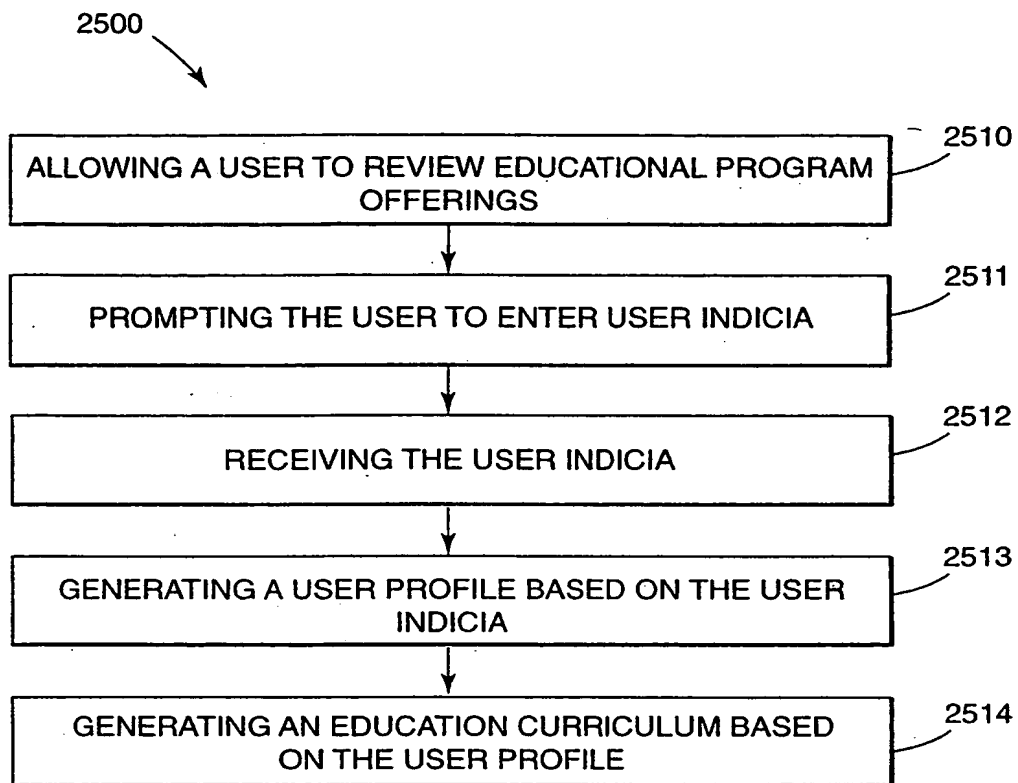 2500
2510
ALLOWING A USER TO REVIEW EDUCATIONAL PROGRAM
OFFERINGS
2511
PROMPTING THE USER TO ENTER USER INDICIA
2512
RECEIVING THE USER INDICIA
2513
GENERATING A USER PROFILE BASED ON THE USER
INDICIA
2514
GENERATING AN EDUCATION CURRICULUM BASED
ON THE USER PROFILE